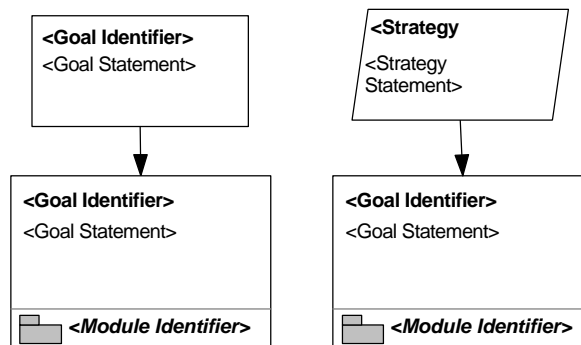 <Goal Identifier>
<Goal Statement>
<Strategy
<Strategy
Statement>
<Goal Identifier>
<Goal Statement>
<Module Identifier>
<Goal Identifier>
<Goal Statement>
<Module Identifier>